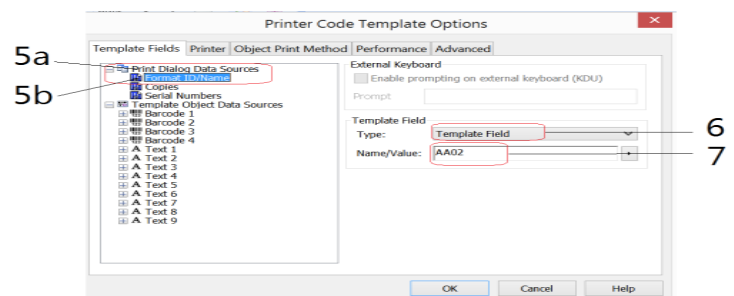 Printer Code Template Options
Template Fields Printer Object Print Method Performance Advanced
5a
Print Dialog Data Sources
5b
Format ID/Name
Copies
Serial Numbers
Template Object Data Sources
Barcode 1
Barcode 2
Barcode 3
Barcode 4
A Text 1
A Text 2
A Text 3
A Text 4
A Text 5
A Text 6
A Text 7
A Text 8
A Text 9
External Keyboard
Enable prompting on external keyboard (KDU)
Prompt
Template Field
Type: Template Field
6
Name/Value: AA02
7
OK Cancel Help